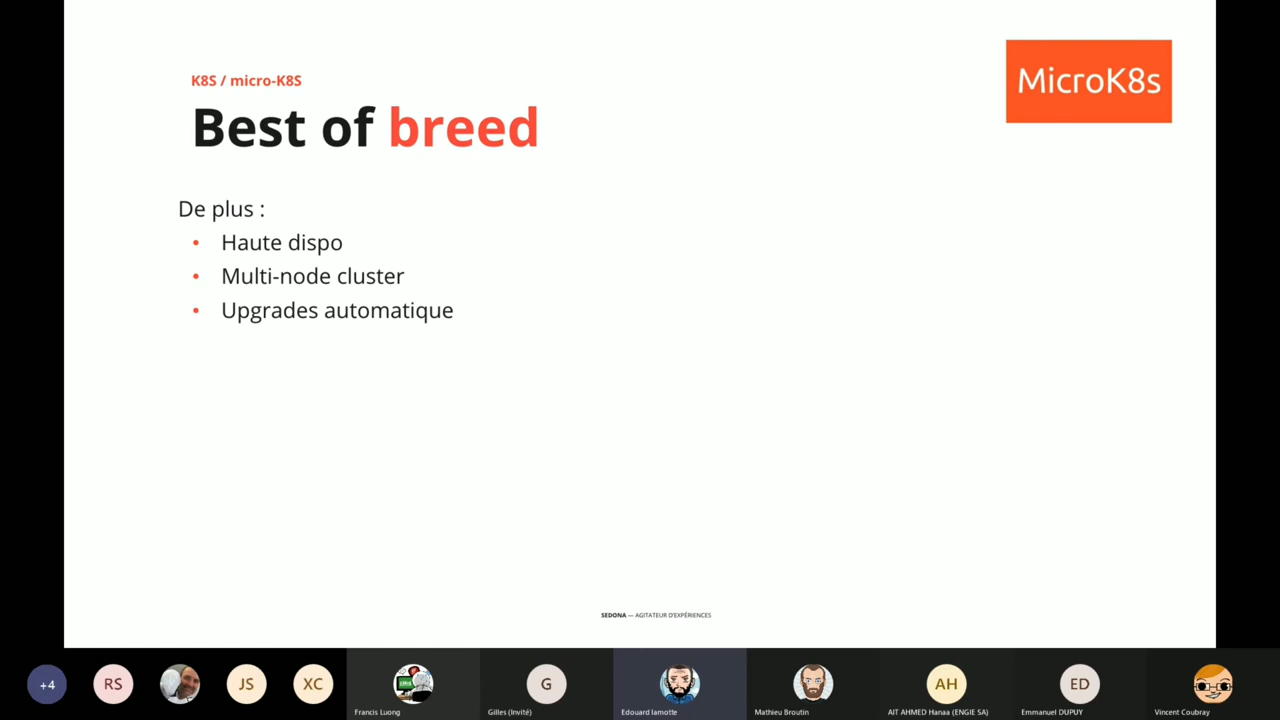 K8S / micro-K8S
MicroK8s
Best of breed
De plus :
• Haute dispo
• Multi-node cluster
• Upgrades automatique
SEDONA — AGITATEUR D'EXPÉRIENCES
+4
RS
JS
XC
G
AH
ED
Francis Luong
Gilles (Invité)
Edouard lamotte
Mathieu Broutin
AIT AHMED Hanaa (ENGIE SA)
Emmanuel DUPUY
Vincent Coubray